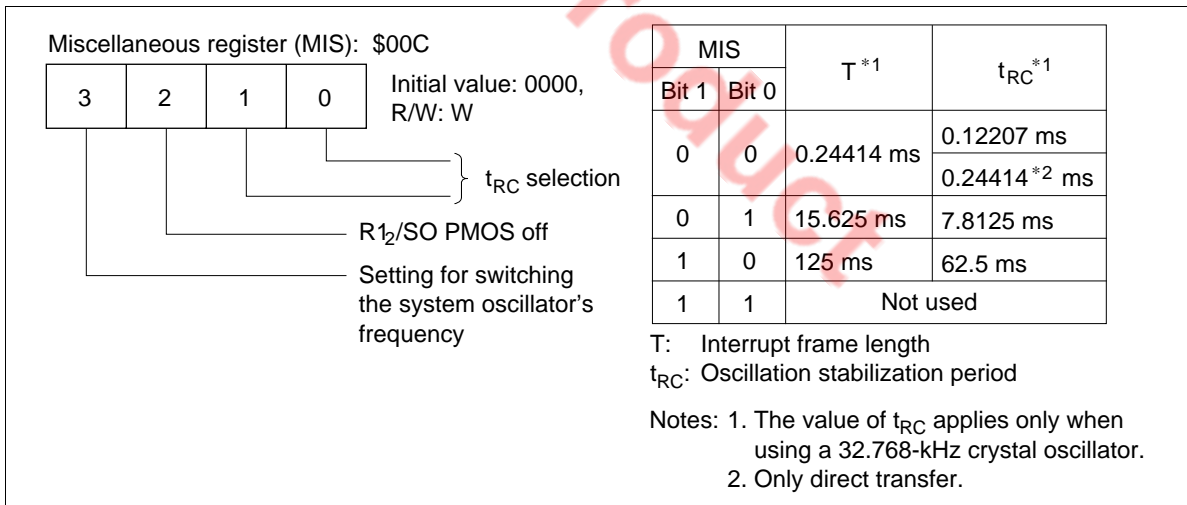 Product
Miscellaneous register (MIS): $00C
3 2 1 0
Initial value: 0000,
R/W: W
t_RC selection
R1₂/SO PMOS off
Setting for switching
the system oscillator's
frequency
MIS T*1 t_RC*1
Bit 1 Bit 0
0 0 0.24414 ms 0.12207 ms
0.24414*2 ms
0 1 15.625 ms 7.8125 ms
1 0 125 ms 62.5 ms
1 1 Not used
T: Interrupt frame length
t_RC: Oscillation stabilization period
Notes: 1. The value of t_RC applies only when
using a 32.768-kHz crystal oscillator.
2. Only direct transfer.